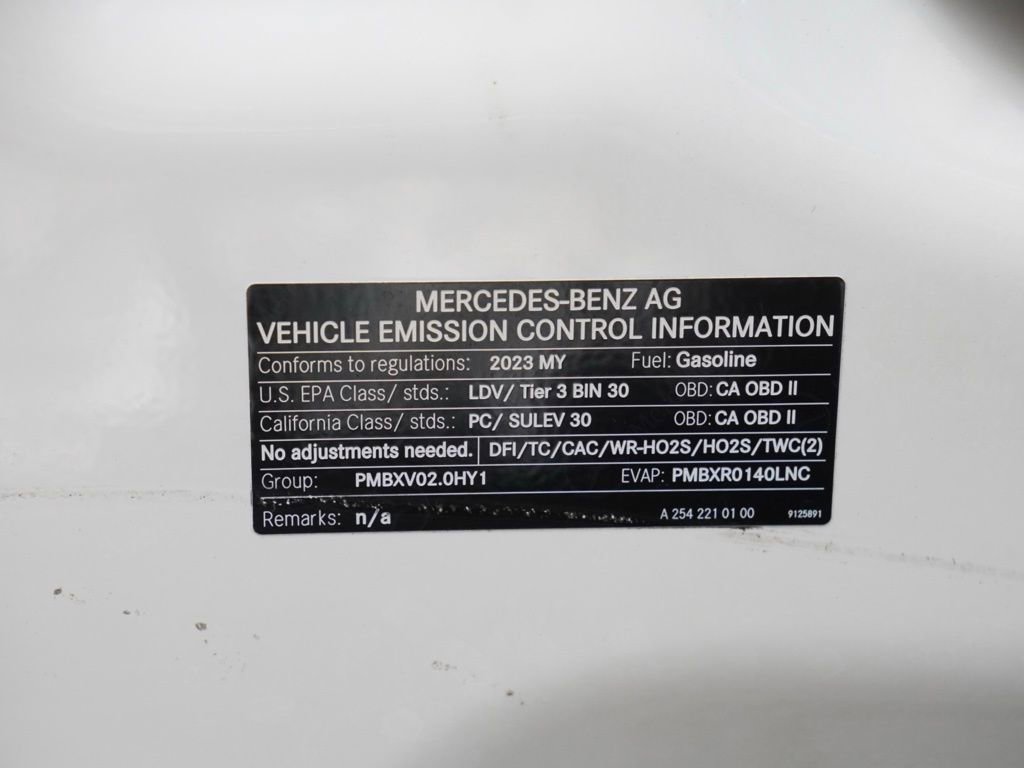 MERCEDES-BENZ AG
VEHICLE EMISSION CONTROL INFORMATION
Conforms to regulations: 2023 MY Fuel: Gasoline
U.S. EPA Class/ stds.: LDV/ Tier 3 BIN 30 OBD: CA OBD II
California Class/ stds.: PC/ SULEV 30 OBD: CA OBD II
No adjustments needed. DFI/TC/CAC/WR-HO2S/HO2S/TWC(2)
Group: PMBXV02.0HY1 EVAP: PMBXR0140LNC
Remarks: n/a A 254 221 01 00 9125891